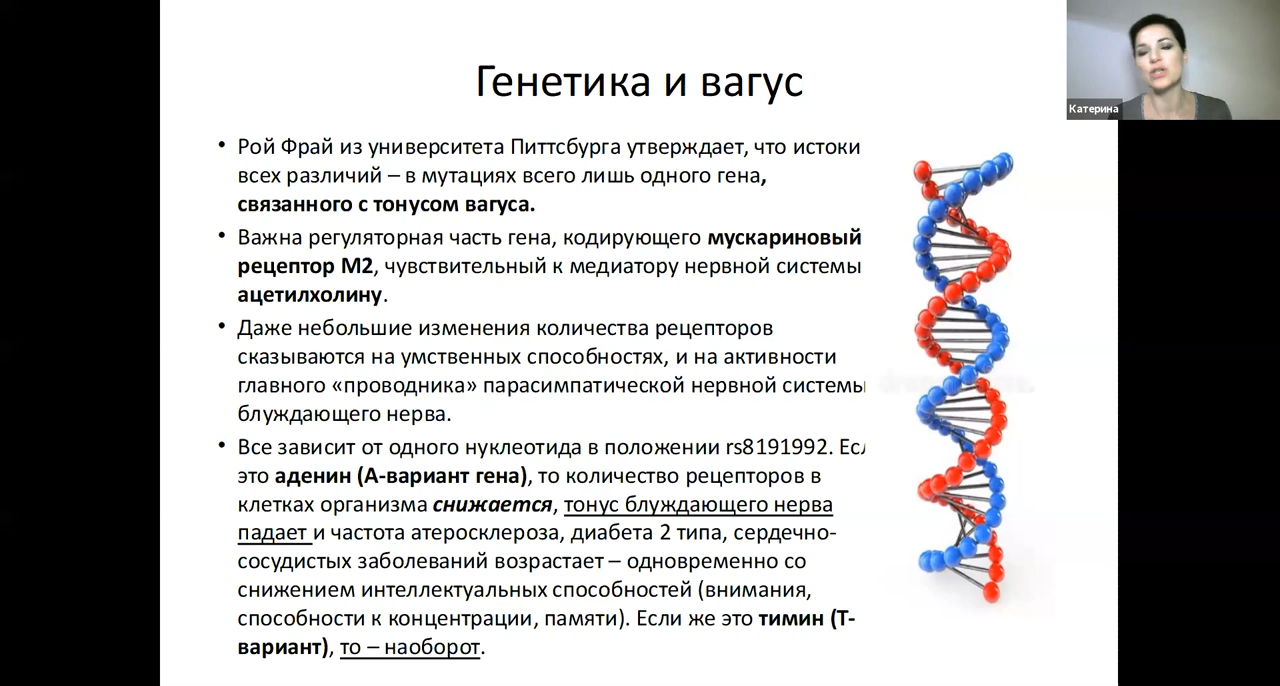 Генетика и вагус
Катерина
• Рой Фрай из университета Питтсбурга утверждает, что истоки
всех различий – в мутациях всего лишь одного гена,
связанного с тонусом вагуса.
• Важна регуляторная часть гена, кодирующего мускариновый
рецептор М2, чувствительный к медиатору нервной системы
ацетилхолину.
• Даже небольшие изменения количества рецепторов
сказываются на умственных способностях, и на активности
главного «проводника» парасимпатической нервной системы
блуждающего нерва.
• Все зависит от одного нуклеотида в положении rs8191992.
это аденин (А-вариант гена), то количество рецепторов в
клетках организма снижается, тонус блуждающего нерва
падает и частота атеросклероза, диабета 2 типа, сердечно-
сосудистых заболеваний возрастает – одновременно со
снижением интеллектуальных способностей (внимания,
способности к концентрации, памяти). Если же это тимин (Т-
вариант), то – наоборот.